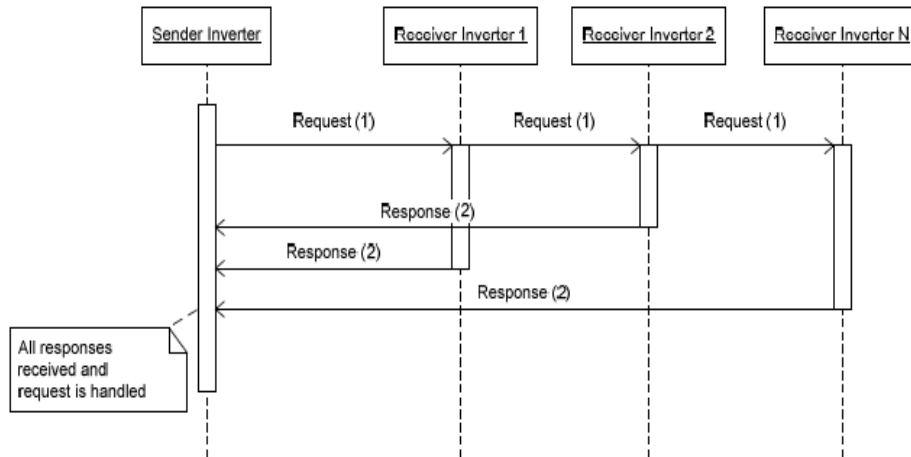 Sender Inverter
Receiver Inverter 1
Receiver Inverter 2
Receiver Inverter N
Request (1)
Request (1)
Request (1)
Response (2)
Response (2)
Response (2)
All responses
received and
request is handled